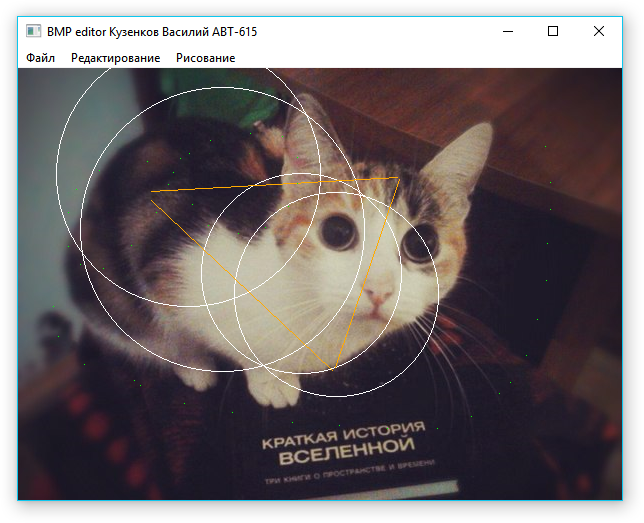 BMP editor Кузенков Василий АВТ-615
Файл Редактирование Рисование
КРАТКАЯ ИСТОРИЯ
ВСЕЛЕННОЙ
ТРИ КНИГИ О ПРОСТРАНСТВЕ И ВРЕМЕНИ